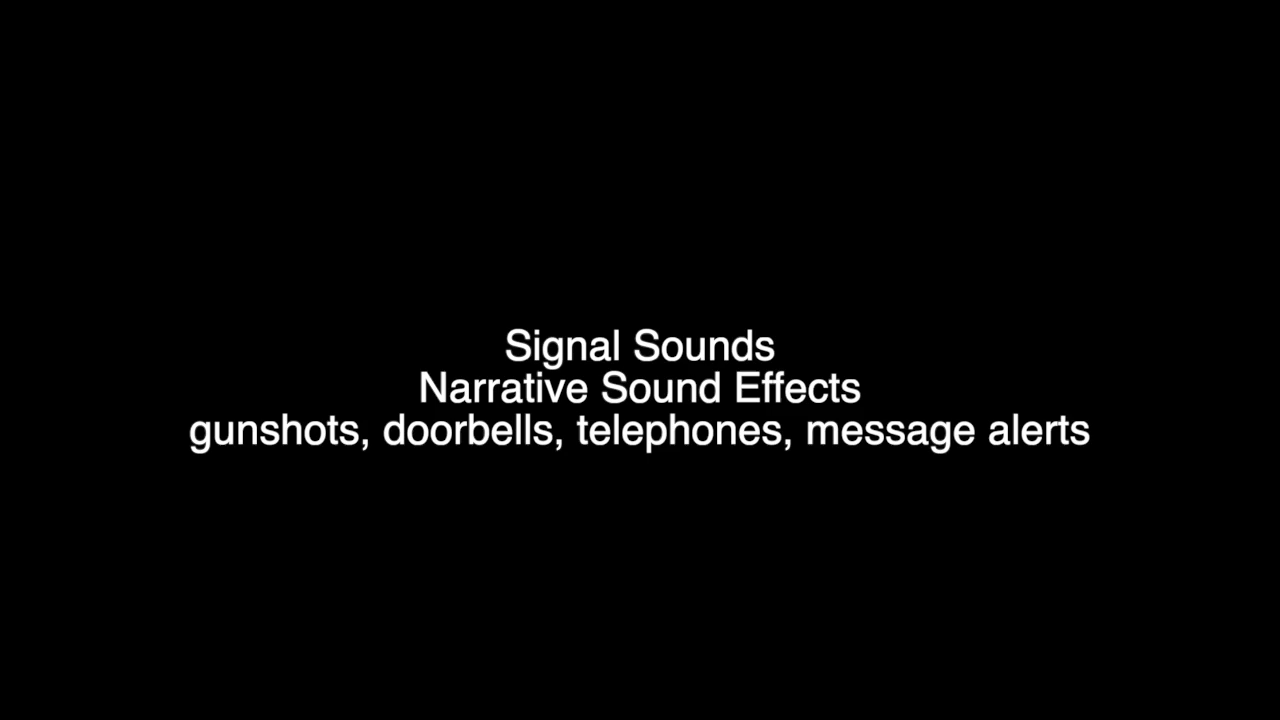 Signal Sounds
Narrative Sound Effects
gunshots, doorbells, telephones, message alerts